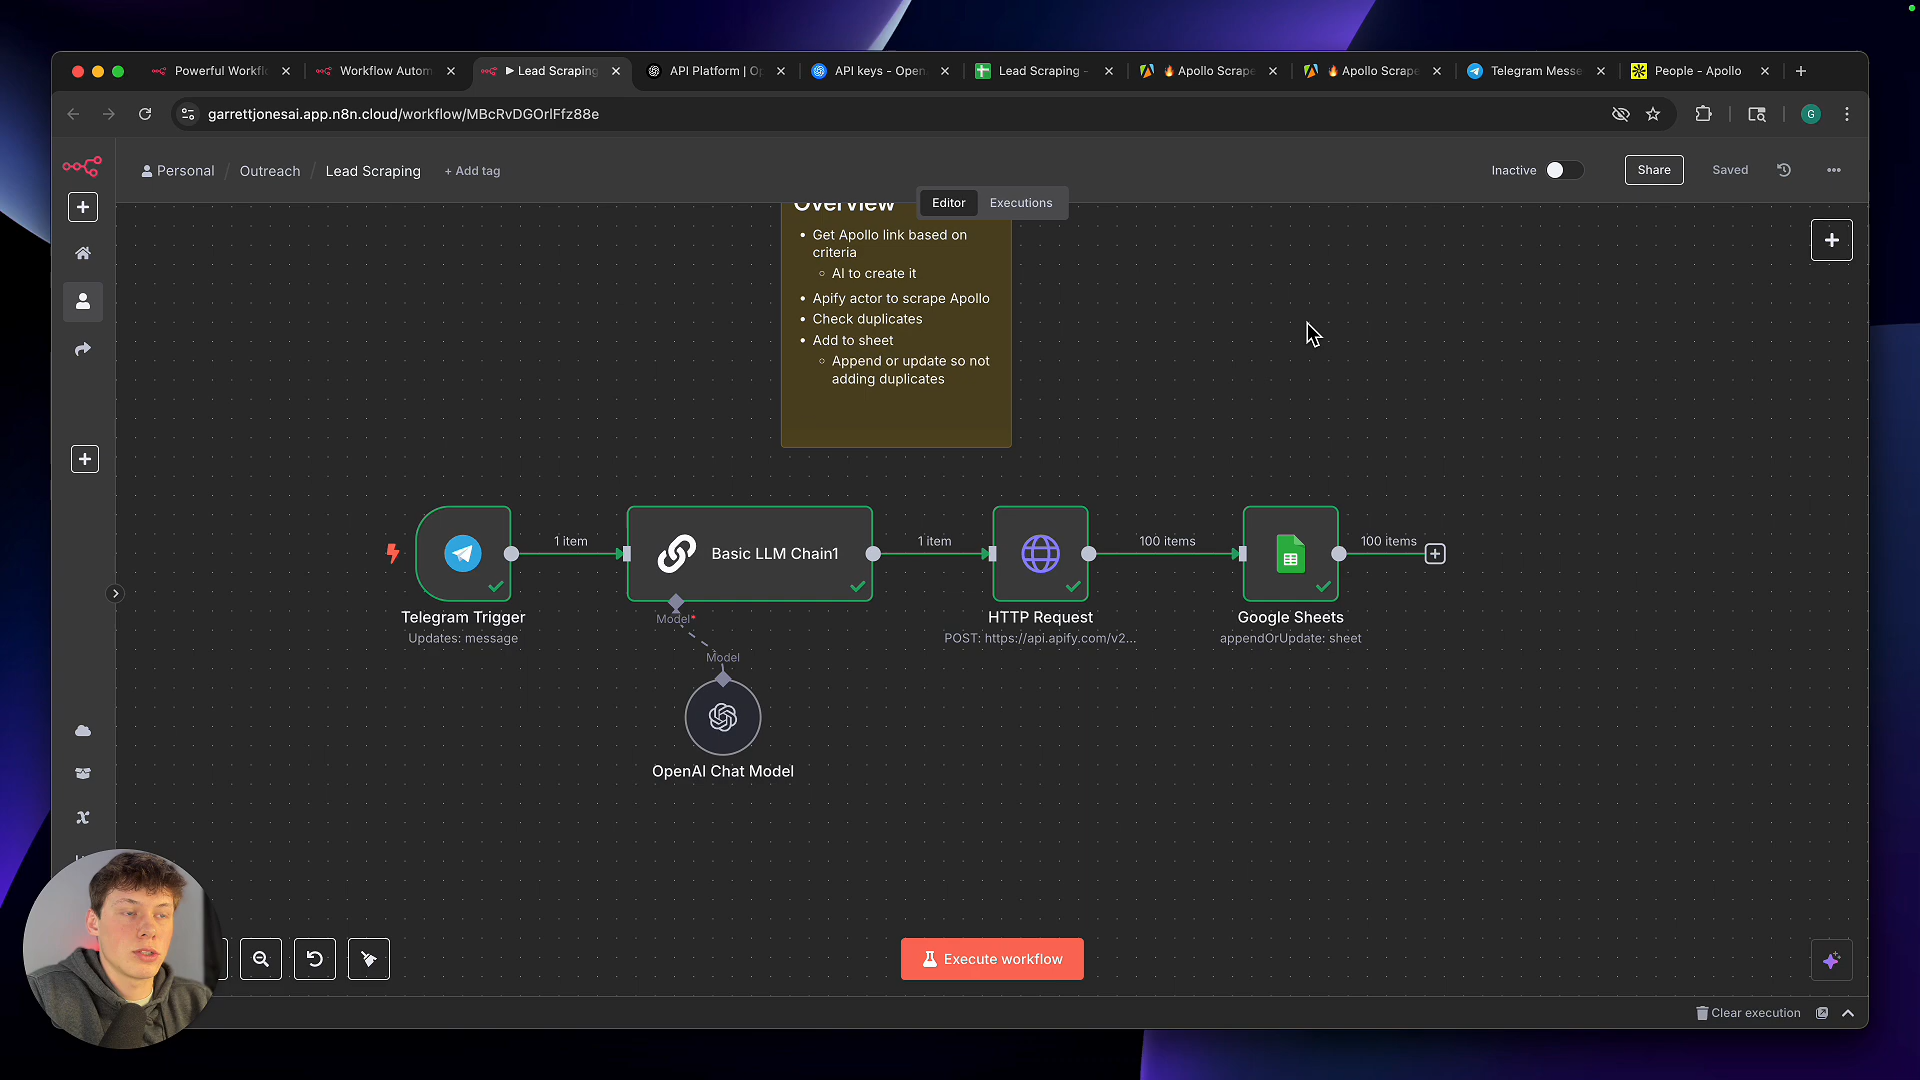 Powerful Workfl
Workflow Autom
▶ Lead Scraping
API Platform | O
API keys - Open
Lead Scraping -
🔥 Apollo Scrape
🔥 Apollo Scrape
Telegram Messe
People - Apollo
garrettjonesai.app.n8n.cloud/workflow/MBcRvDGOrlFfz88e
G
Personal / Outreach / Lead Scraping + Add tag
Inactive
Share
Saved
Editor
Executions
Overview
• Get Apollo link based on
criteria
◦ AI to create it
• Apify actor to scrape Apollo
• Check duplicates
• Add to sheet
◦ Append or update so not
adding duplicates
1 item
Basic LLM Chain1
1 item
100 items
100 items
Telegram Trigger
Updates: message
Model*
HTTP Request
POST: https://api.apify.com/v2...
Google Sheets
appendOrUpdate: sheet
Model
OpenAI Chat Model
Execute workflow
Clear execution